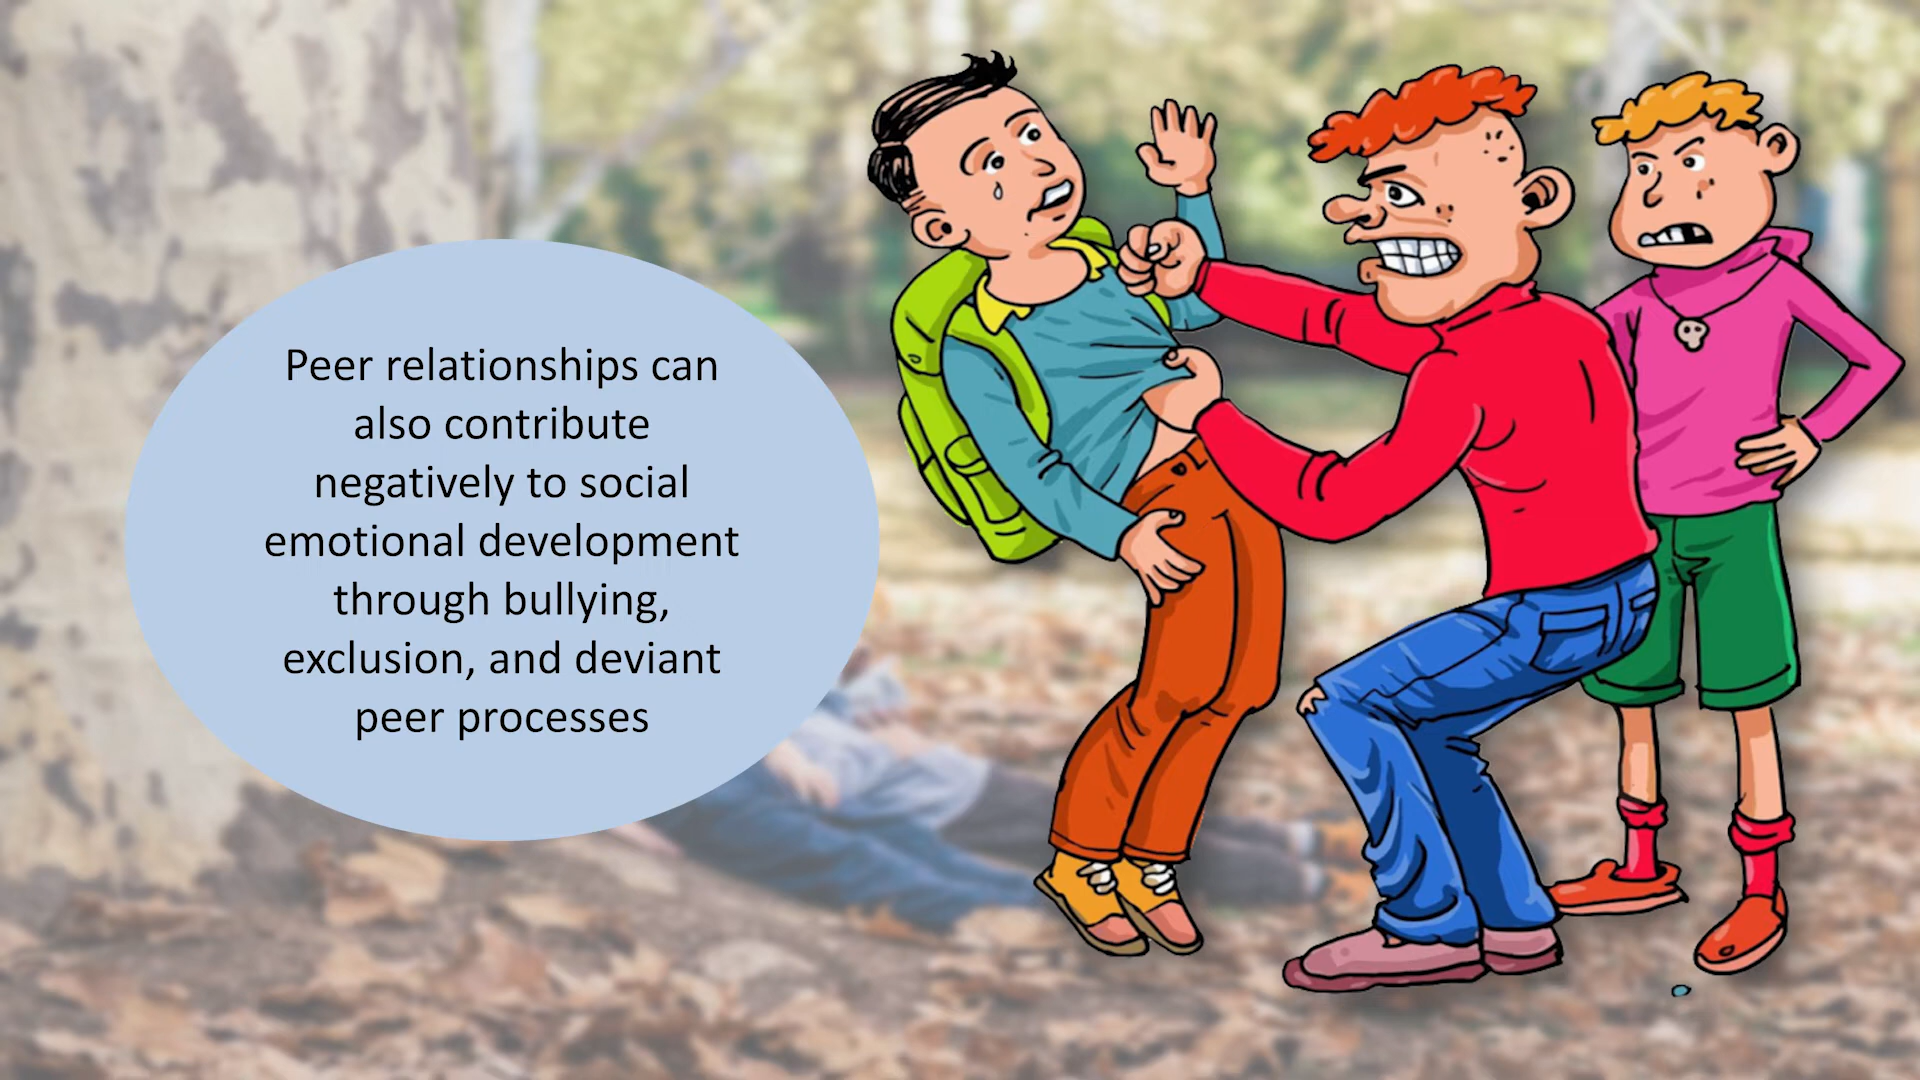 Peer relationships can
also contribute
negatively to social
emotional development
through bullying,
exclusion, and deviant
peer processes